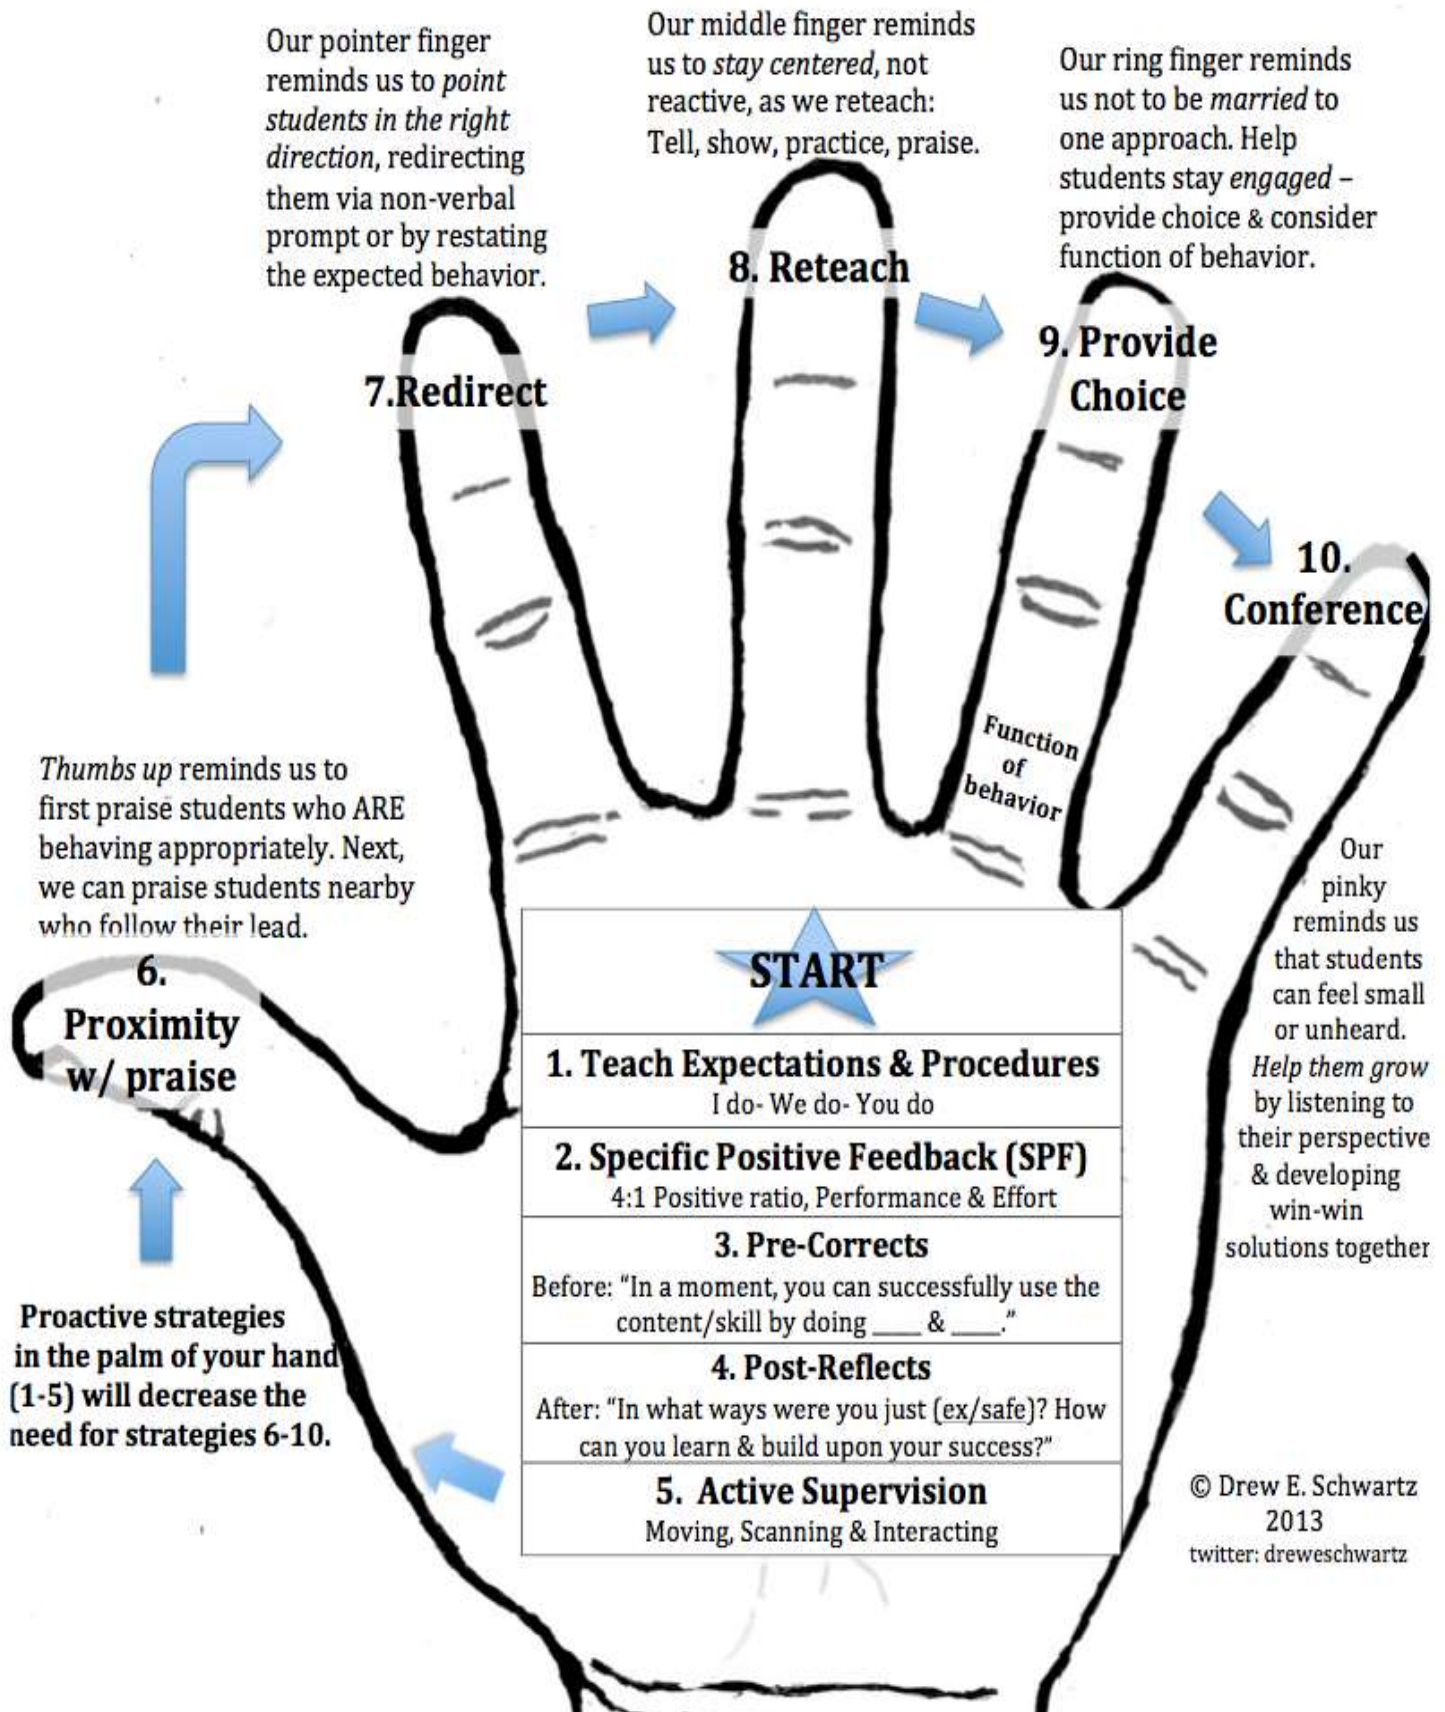 Our pointer finger
reminds us to point
students in the right
direction, redirecting
them via non-verbal
prompt or by restating
the expected behavior.
Our middle finger reminds
us to stay centered, not
reactive, as we reteach:
Tell, show, practice, praise.
Our ring finger reminds
us not to be married to
one approach. Help
students stay engaged –
provide choice & consider
function of behavior.
7.Redirect
8. Reteach
9. Provide
Choice
10.
Conference
Function
of
behavior
Thumbs up reminds us to
first praise students who ARE
behaving appropriately. Next,
we can praise students nearby
who follow their lead.
6.
Proximity
w/ praise
Our
pinky
reminds us
that students
can feel small
or unheard.
Help them grow
by listening to
their perspective
& developing
win-win
solutions together
START
1. Teach Expectations & Procedures
I do- We do- You do
2. Specific Positive Feedback (SPF)
4:1 Positive ratio, Performance & Effort
3. Pre-Corrects
Before: “In a moment, you can successfully use the
content/skill by doing ____ & ____.”
4. Post-Reflects
After: “In what ways were you just (ex/safe)? How
can you learn & build upon your success?”
5. Active Supervision
Moving, Scanning & Interacting
Proactive strategies
in the palm of your hand
(1-5) will decrease the
need for strategies 6-10.
© Drew E. Schwartz
2013
twitter: dreweschwartz